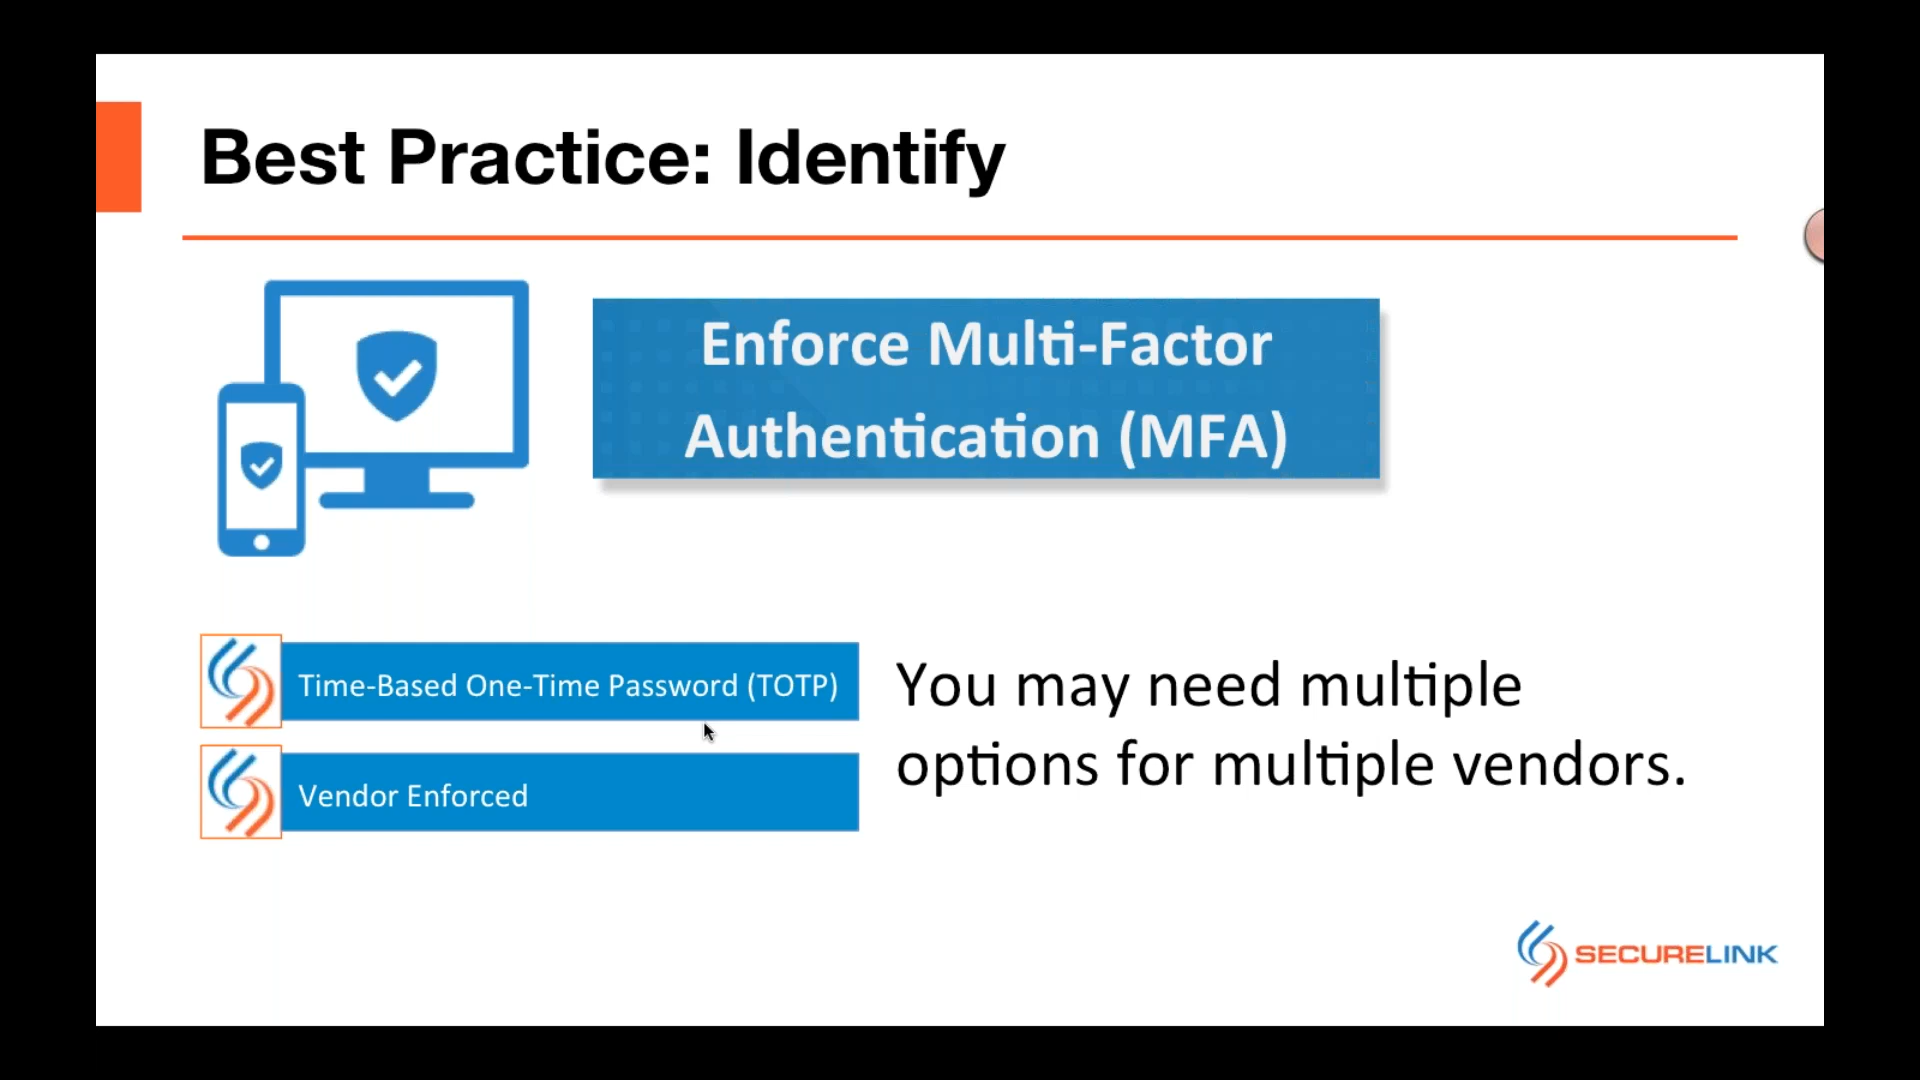 Best Practice: Identify
Enforce Multi-Factor
Authentication (MFA)
Time-Based One-Time Password (TOTP)
Vendor Enforced
You may need multiple
options for multiple vendors.
SECURELINK